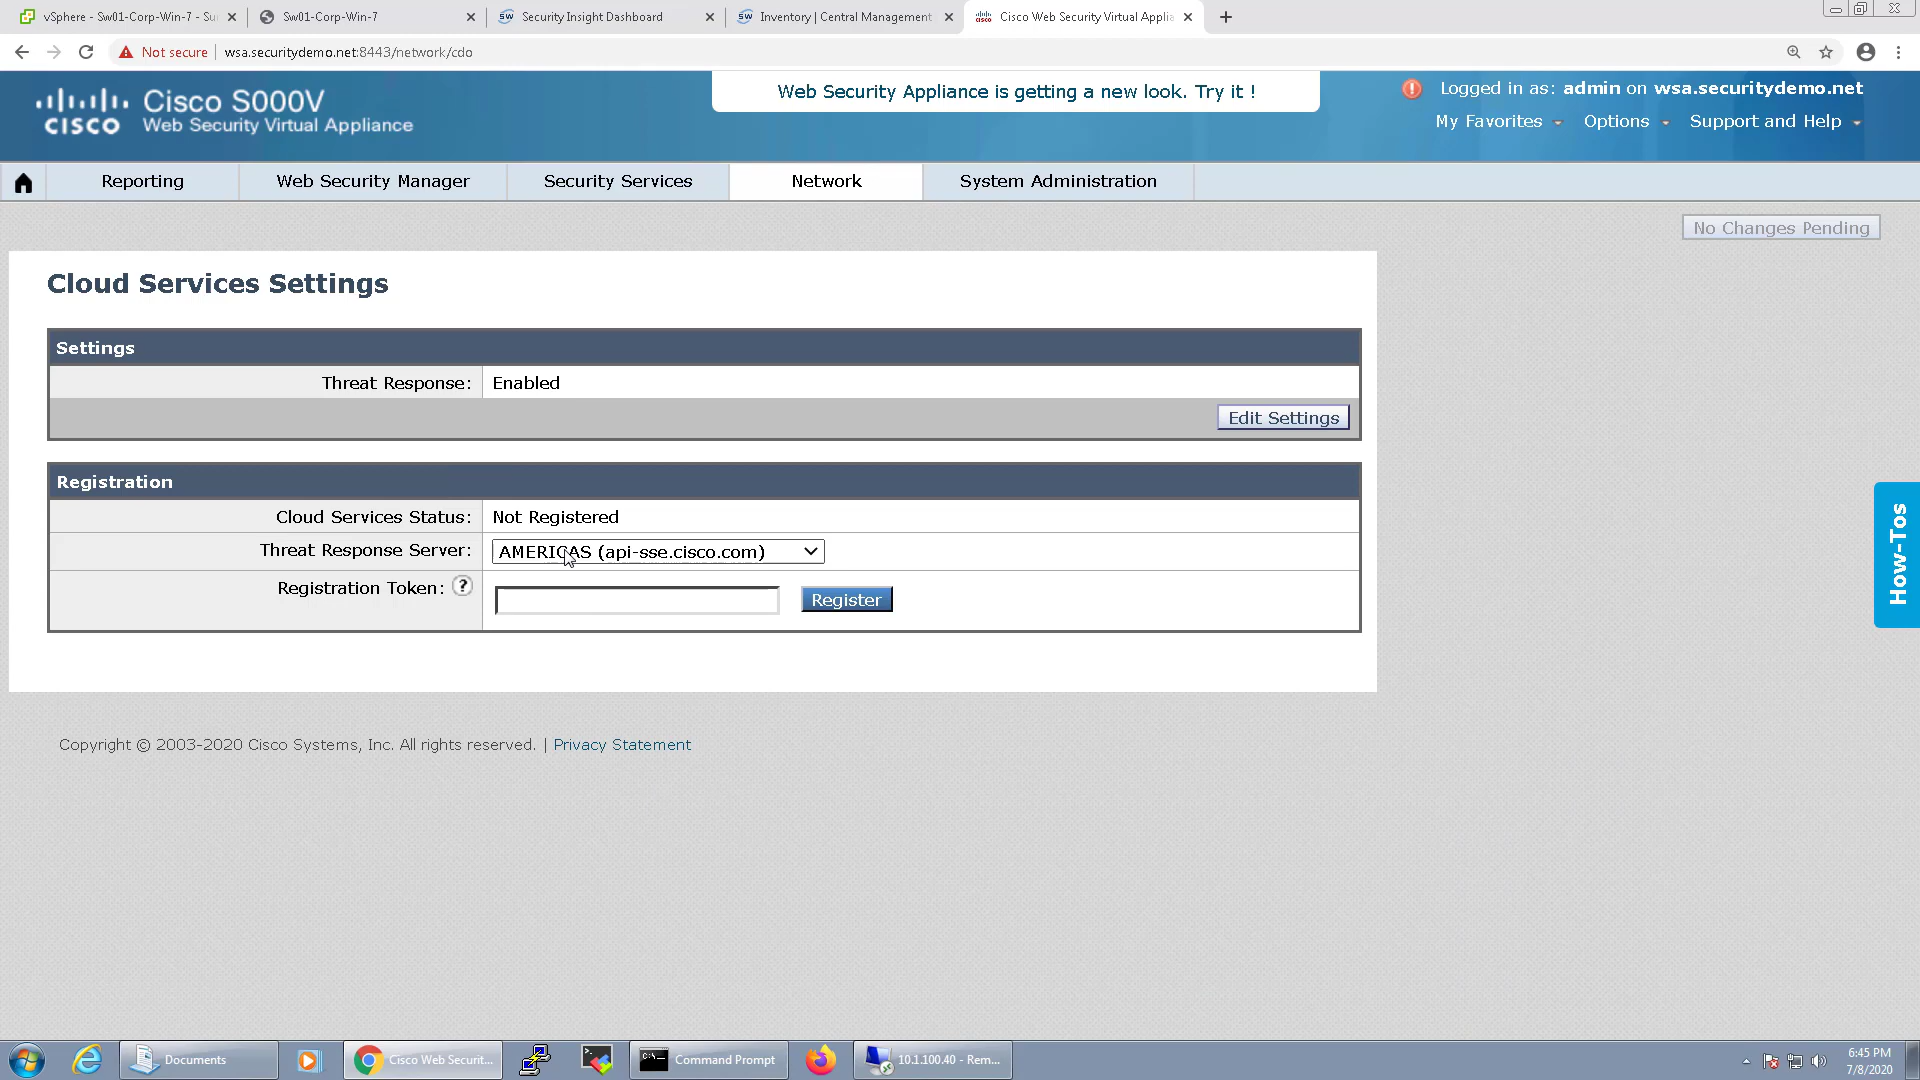 vSphere - Sw01-Corp-Win-7 - Su
Sw01-Corp-Win-7
Security Insight Dashboard
Inventory | Central Management
Cisco Web Security Virtual Applia
Not secure
wsa.securitydemo.net:8443/network/cdo
CISCO
Cisco S000V
Web Security Virtual Appliance
Web Security Appliance is getting a new look. Try it !
Logged in as: admin on wsa.securitydemo.net
My Favorites
Options
Support and Help
Reporting
Web Security Manager
Security Services
Network
System Administration
No Changes Pending
Cloud Services Settings
Settings
Threat Response: Enabled
Edit Settings
Registration
Cloud Services Status: Not Registered
Threat Response Server: AMERICAS (api-sse.cisco.com)
Registration Token: ?
Register
How-Tos
Copyright © 2003-2020 Cisco Systems, Inc. All rights reserved. | Privacy Statement
Documents
Cisco Web Securit...
Command Prompt
10.1.100.40 - Rem...
6:45 PM
7/8/2020